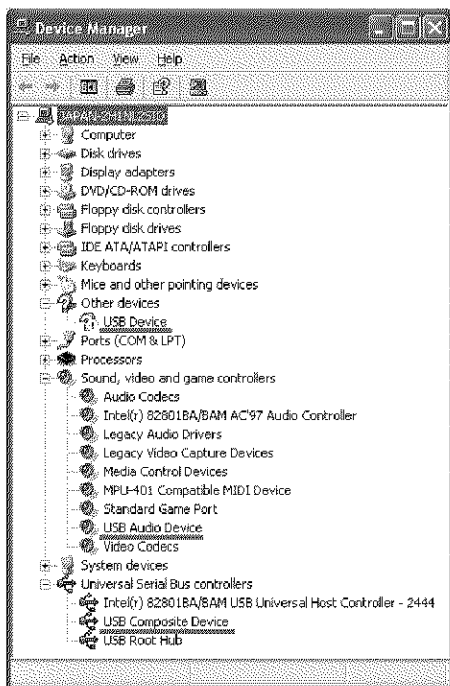 Device Manager
File Action View Help
Computer
Disk drives
Display adapters
DVD/CD-ROM drives
Floppy disk controllers
Floppy disk drives
IDE ATA/ATAPI controllers
Keyboards
Mice and other pointing devices
Other devices
USB Device
Ports (COM & LPT)
Processors
Sound, video and game controllers
Audio Codecs
Intel(r) 82801BA/BAM AC'97 Audio Controller
Legacy Audio Drivers
Legacy Video Capture Devices
Media Control Devices
MPU-401 Compatible MIDI Device
Standard Game Port
USB Audio Device
Video Codecs
System devices
Universal Serial Bus controllers
Intel(r) 82801BA/BAM USB Universal Host Controller - 2444
USB Composite Device
USB Root Hub